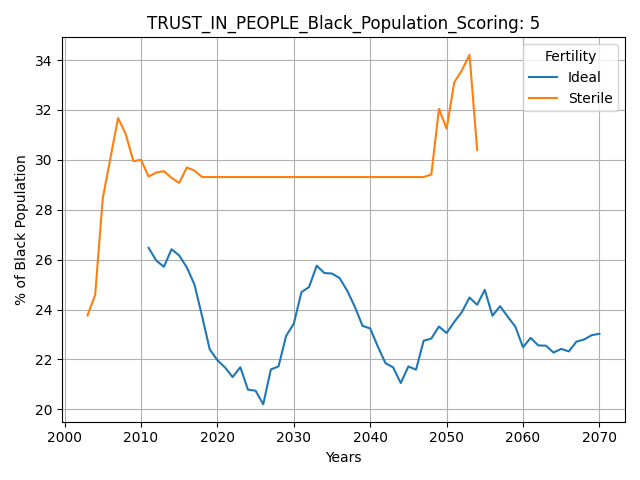 TRUST_IN_PEOPLE_Black_Population_Scoring: 5
Fertility
Ideal
Sterile
% of Black Population
34
32
30
28
26
24
22
20
2000 2010 2020 2030 2040 2050 2060 2070
Years